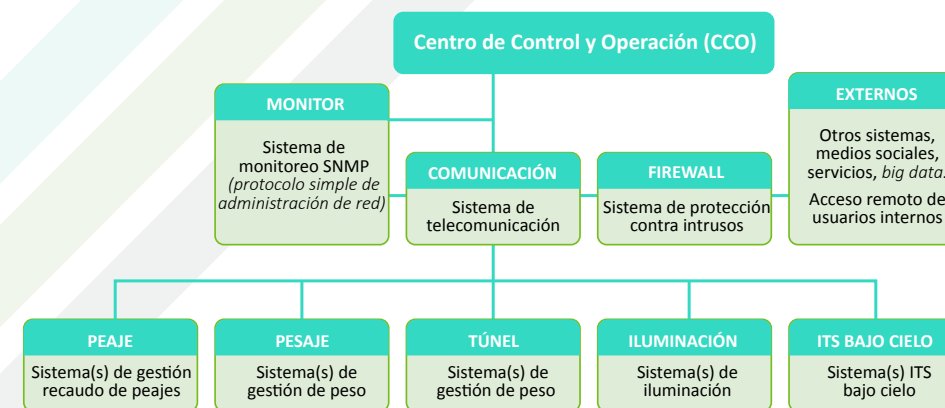 Centro de Control y Operación (CCO)
MONITOR
Sistema de
monitoreo SNMP
(protocolo simple de
administración de red)
COMUNICACIÓN
Sistema de
telecomunicación
FIREWALL
Sistema de protección
contra intrusos
EXTERNOS
Otros sistemas,
medios sociales,
servicios, big data.
Acceso remoto de
usuarios internos
PEAJE
Sistema(s) de gestión
recaudo de peajes
PESAJE
Sistema(s) de
gestión de peso
TÚNEL
Sistema(s) de
gestión de peso
ILUMINACIÓN
Sistema(s) de
iluminación
ITS BAJO CIELO
Sistema(s) ITS
bajo cielo